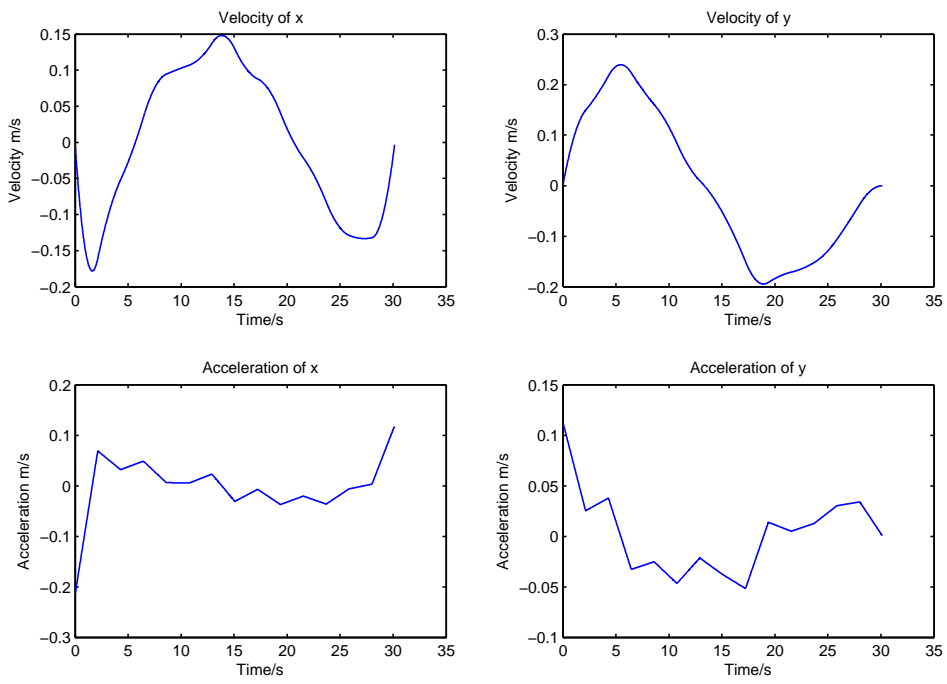 Velocity of x
Velocity m/s
0.15
0.1
0.05
0
−0.05
−0.1
−0.15
−0.2
0 5 10 15 20 25 30 35
Time/s
Velocity of y
Velocity m/s
0.3
0.2
0.1
0
−0.1
−0.2
0 5 10 15 20 25 30 35
Time/s
Acceleration of x
Acceleration m/s
0.2
0.1
0
−0.1
−0.2
−0.3
0 5 10 15 20 25 30 35
Time/s
Acceleration of y
Acceleration m/s
0.15
0.1
0.05
0
−0.05
−0.1
0 5 10 15 20 25 30 35
Time/s